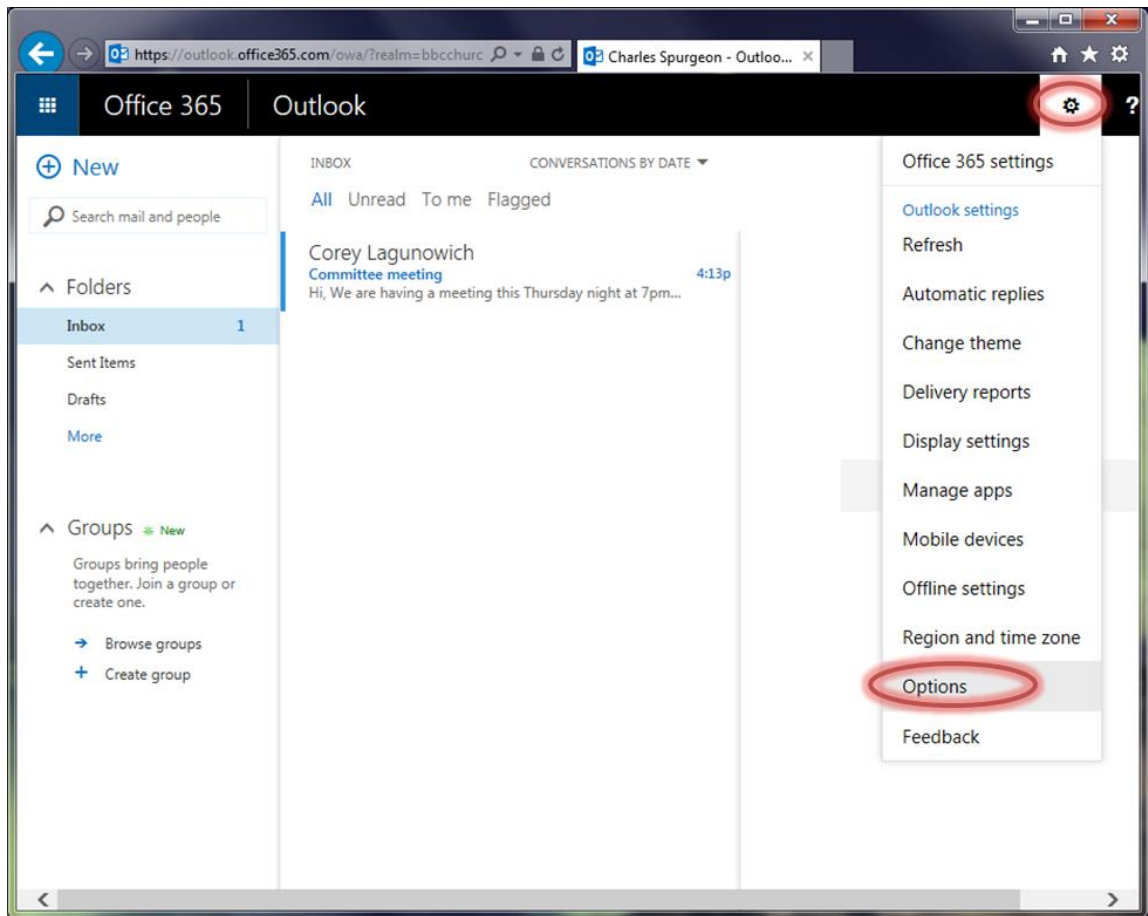 https://outlook.office365.com/owa/?realm=bbcchurc
Charles Spurgeon - Outloo...
Office 365
Outlook
?
New
Search mail and people
Folders
Inbox 1
Sent Items
Drafts
More
Groups New
Groups bring people
together. Join a group or
create one.
Browse groups
Create group
INBOX CONVERSATIONS BY DATE
All Unread To me Flagged
Corey Lagunowich
Committee meeting 4:13p
Hi, We are having a meeting this Thursday night at 7pm...
Office 365 settings
Outlook settings
Refresh
Automatic replies
Change theme
Delivery reports
Display settings
Manage apps
Mobile devices
Offline settings
Region and time zone
Options
Feedback